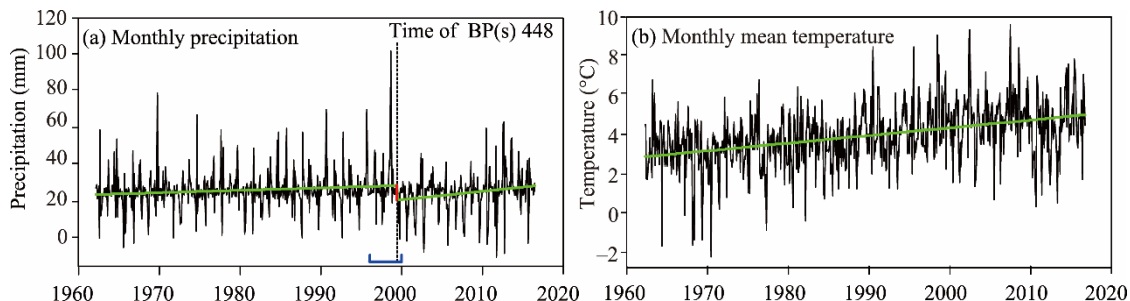 (a) Monthly precipitation
Time of BP(s) 448
Precipitation (mm)
120
100
80
60
40
20
0
1960 1970 1980 1990 2000 2010 2020
(b) Monthly mean temperature
Temperature (°C)
10
8
6
4
2
0
−2
1960 1970 1980 1990 2000 2010 2020